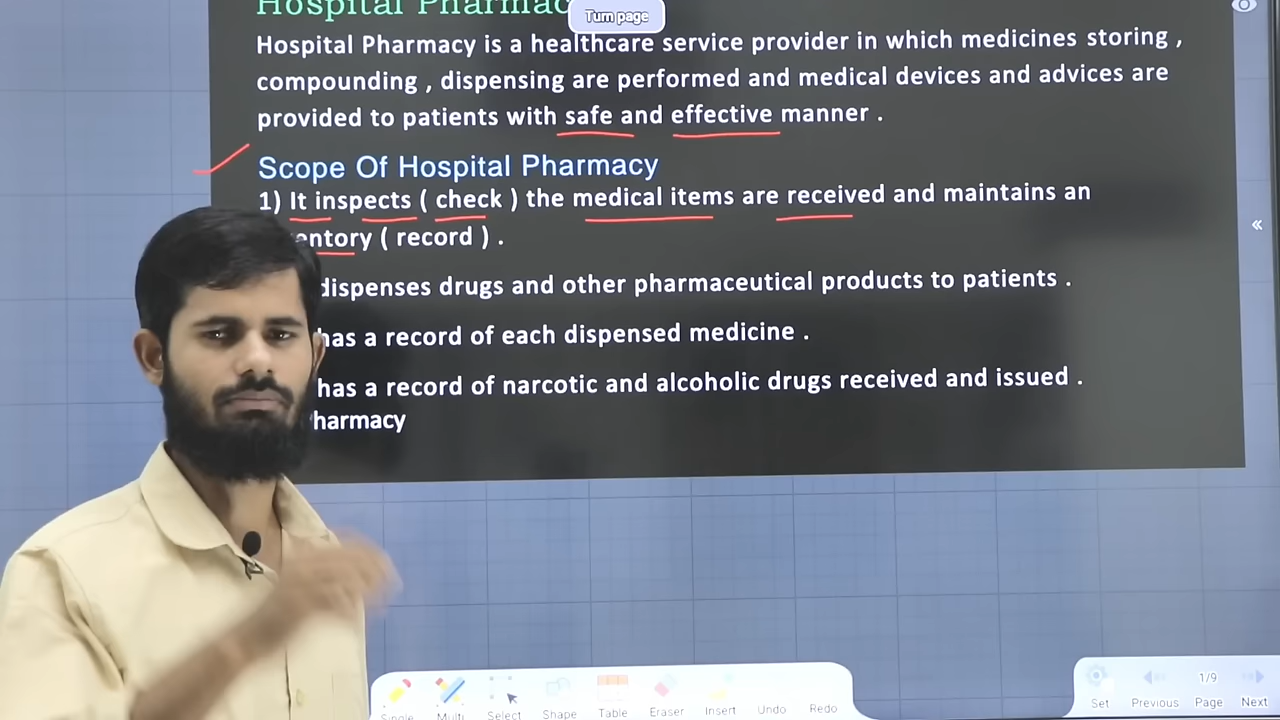 Hospital Pharmac
Turn page
Hospital Pharmacy is a healthcare service provider in which medicines storing ,
compounding , dispensing are performed and medical devices and advices are
provided to patients with safe and effective manner .
Scope Of Hospital Pharmacy
1) It inspects ( check ) the medical items are received and maintains an
entory ( record ) .
dispenses drugs and other pharmaceutical products to patients .
has a record of each dispensed medicine .
has a record of narcotic and alcoholic drugs received and issued .
harmacy
«
1/9
Single Multi Select Shape Table Eraser Insert Undo Redo
Set Previous Page Next